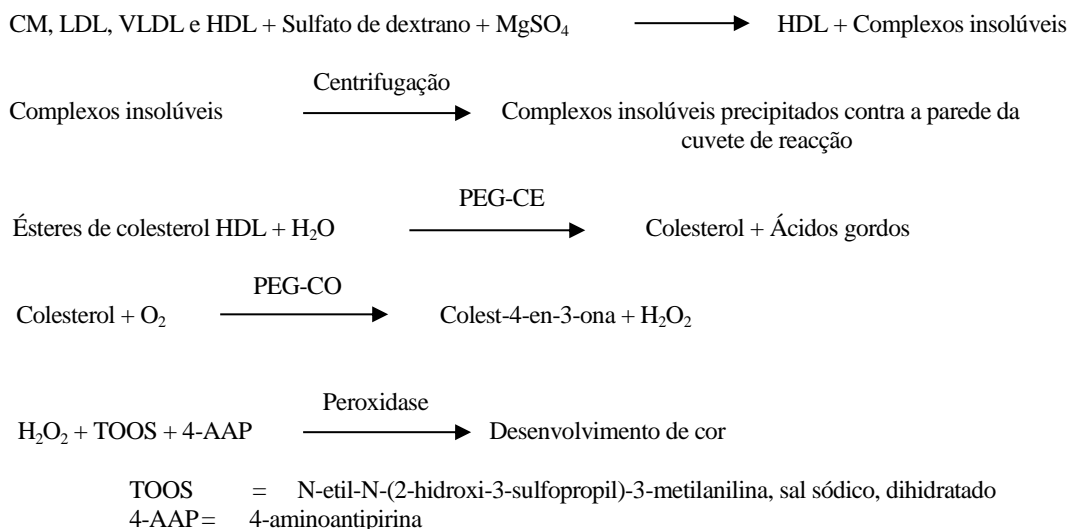 CM, LDL, VLDL e HDL + Sulfato de dextrano + MgSO₄ HDL + Complexos insolúveis
Centrifugação
Complexos insolúveis Complexos insolúveis precipitados contra a parede da
cuvete de reacção
PEG-CE
Ésteres de colesterol HDL + H₂O Colesterol + Ácidos gordos
PEG-CO
Colesterol + O₂ Colest-4-en-3-ona + H₂O₂
Peroxidase
H₂O₂ + TOOS + 4-AAP Desenvolvimento de cor
TOOS = N-etil-N-(2-hidroxi-3-sulfopropil)-3-metilanilina, sal sódico, dihidratado
4-AAP= 4-aminoantipirina